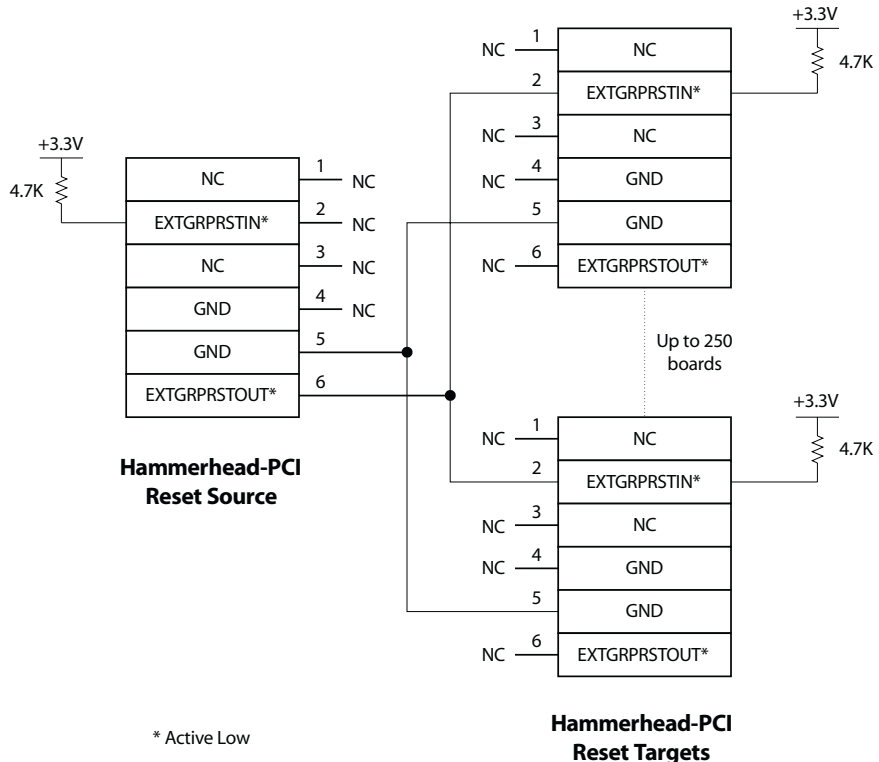 +3.3V
4.7K
NC 1 NC
EXTGRPRSTIN* 2 NC
NC 3 NC
GND 4 NC
GND 5
EXTGRPRSTOUT* 6
Hammerhead-PCI
Reset Source
+3.3V
4.7K
NC 1 NC
2 EXTGRPRSTIN*
NC 3 NC
NC 4 GND
5 GND
NC 6 EXTGRPRSTOUT*
Up to 250
boards
+3.3V
4.7K
NC 1 NC
2 EXTGRPRSTIN*
NC 3 NC
NC 4 GND
5 GND
NC 6 EXTGRPRSTOUT*
Hammerhead-PCI
Reset Targets
* Active Low